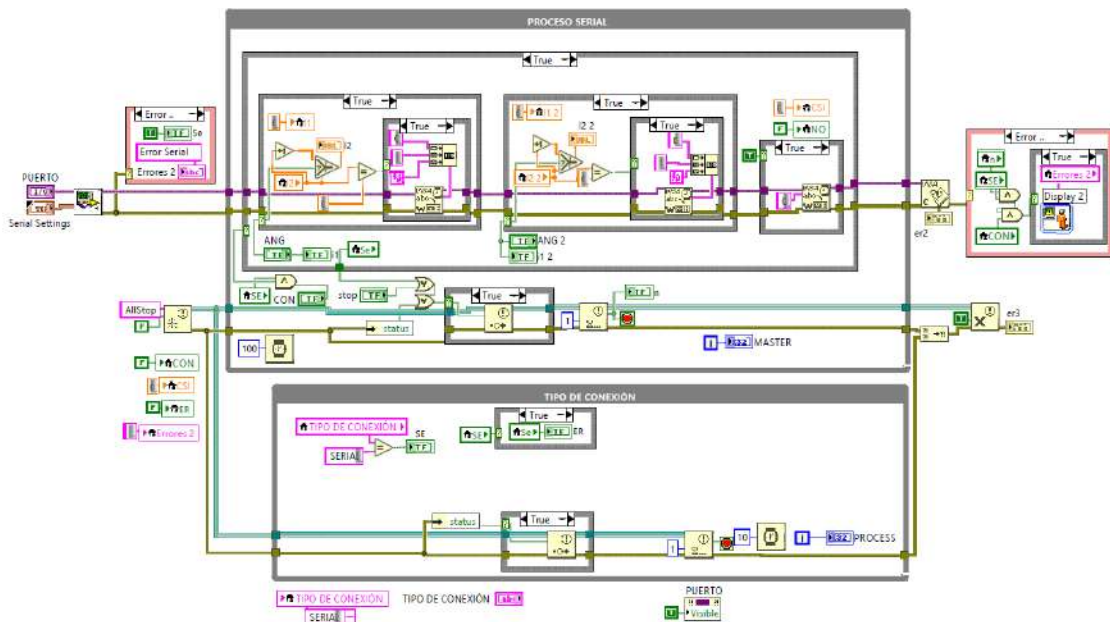 PROCESO SERIAL
True
True
True
True
True
CSI
NO
True
Error ..
Se
Error Serial
Errores 2
PUERTO
Serial Settings
I2
I2 2
ANG
ANG 2
i1 2
Se
SE
CON
stop
AllStop
status
True
100
1
MASTER
er2
er3
Error ..
True
Errores 2
Display 2
SE
CON
CON
CSI
ER
Errores 2
TIPO DE CONEXIÓN
TIPO DE CONEXIÓN
SE
SERIAL
True
SE
Se
ER
status
True
1
10
PROCESS
TIPO DE CONEXIÓN
TIPO DE CONEXIÓN
SERIAL
PUERTO
Visible